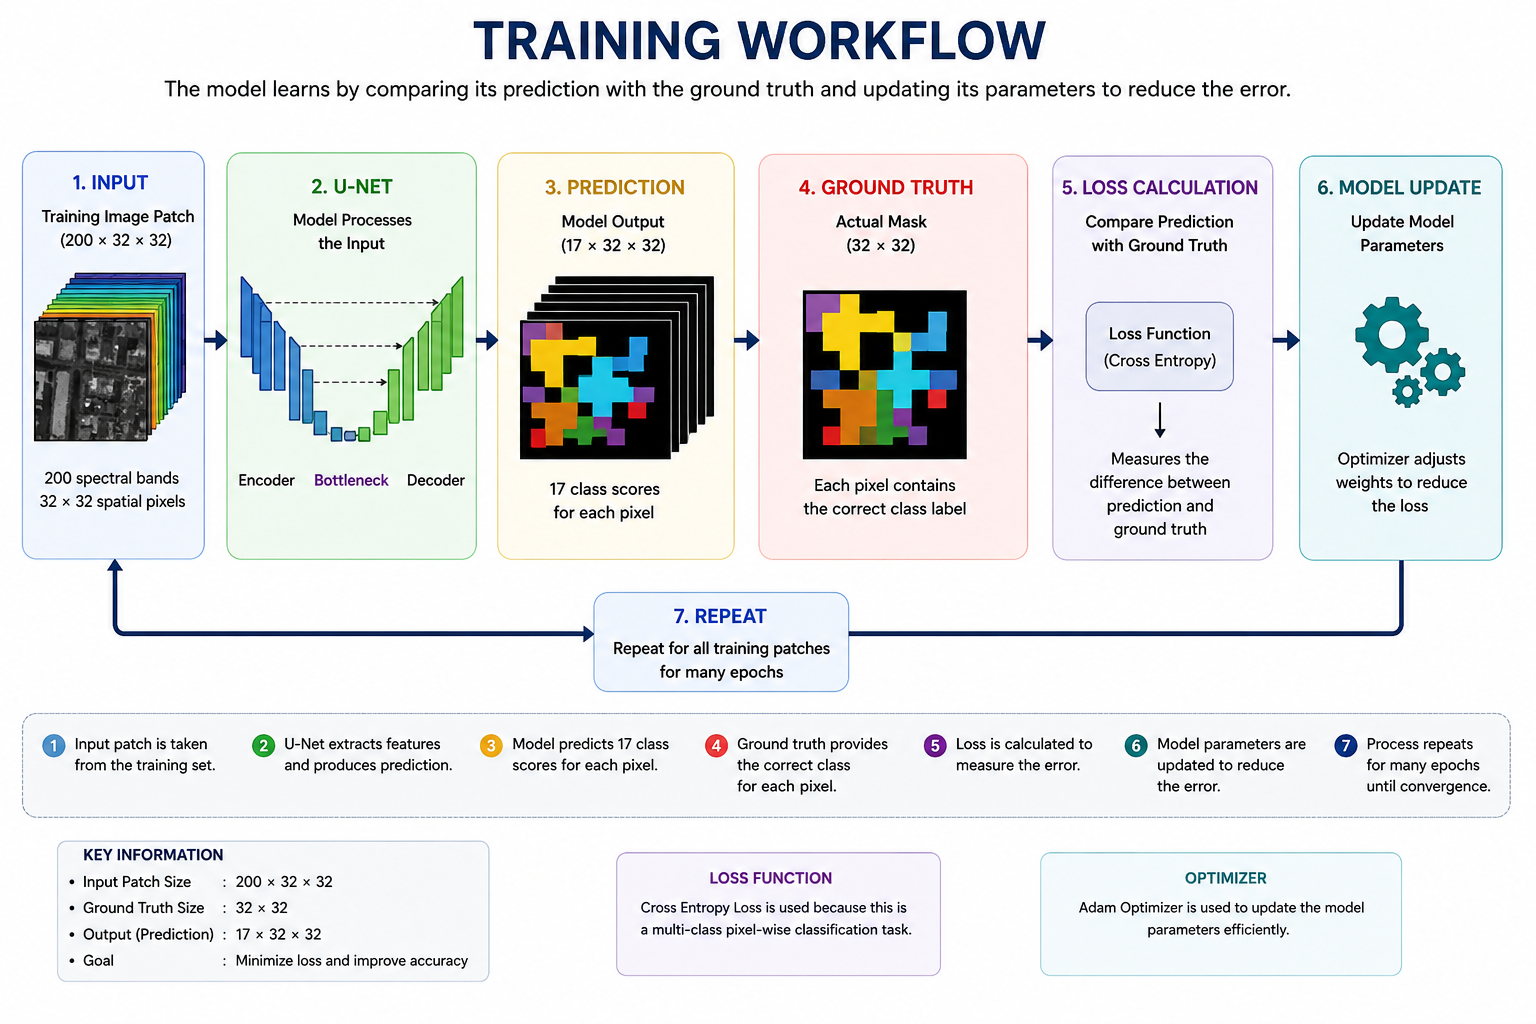 TRAINING WORKFLOW
The model learns by comparing its prediction with the ground truth and updating its parameters to reduce the error.
1. INPUT
Training Image Patch
(200 × 32 × 32)
200 spectral bands
32 × 32 spatial pixels
2. U-NET
Model Processes
the Input
Encoder
Bottleneck
Decoder
3. PREDICTION
Model Output
(17 × 32 × 32)
17 class scores
for each pixel
4. GROUND TRUTH
Actual Mask
(32 × 32)
Each pixel contains
the correct class label
5. LOSS CALCULATION
Compare Prediction
with Ground Truth
Loss Function
(Cross Entropy)
Measures the
difference between
prediction and
ground truth
6. MODEL UPDATE
Update Model
Parameters
Optimizer adjusts
weights to reduce
the loss
7. REPEAT
Repeat for all training patches
for many epochs
1
Input patch is taken
from the training set.
2
U-Net extracts features
and produces prediction.
3
Model predicts 17 class
scores for each pixel.
4
Ground truth provides
the correct class
for each pixel.
5
Loss is calculated to
measure the error.
6
Model parameters are
updated to reduce
the error.
7
Process repeats
for many epochs
until convergence.
KEY INFORMATION
• Input Patch Size : 200 × 32 × 32
• Ground Truth Size : 32 × 32
• Output (Prediction) : 17 × 32 × 32
• Goal : Minimize loss and improve accuracy
LOSS FUNCTION
Cross Entropy Loss is used because this is
a multi-class pixel-wise classification task.
OPTIMIZER
Adam Optimizer is used to update the model
parameters efficiently.